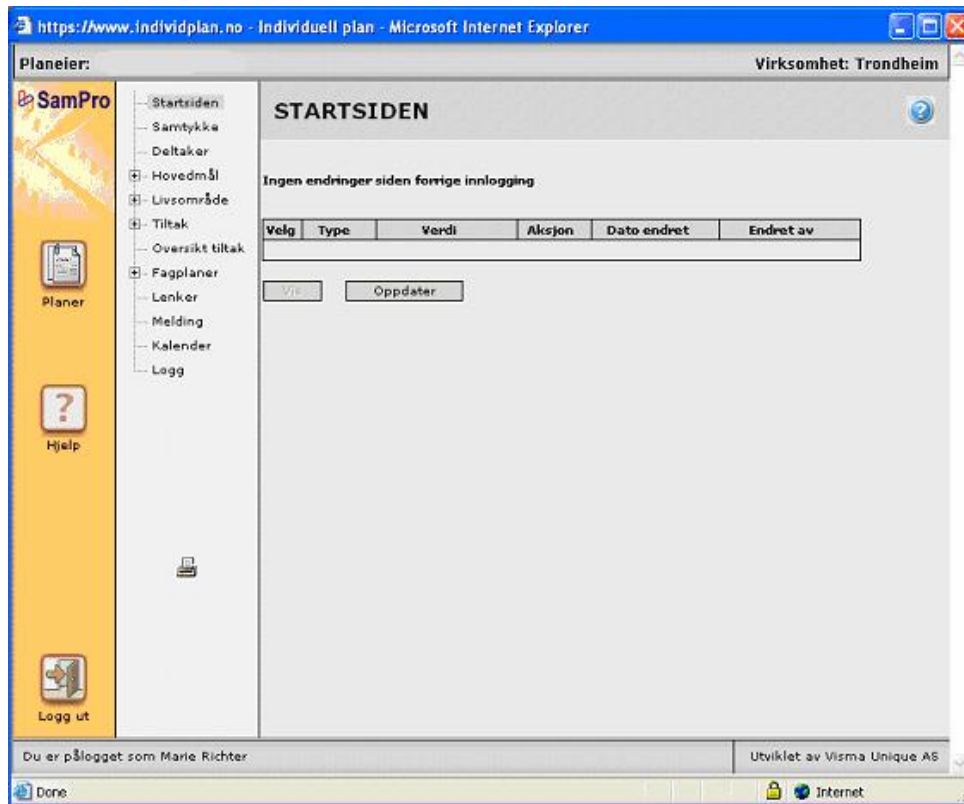 https://www.individplan.no - Individuell plan - Microsoft Internet Explorer
Planeier: Virksomhet: Trondheim
SamPro
Startsiden
Samtykke
Deltaker
Hovedmål
Livsområde
Tiltak
Oversikt tiltak
Fagplaner
Lenker
Melding
Kalender
Logg
Planer
Hjelp
Logg ut
STARTSIDEN
Ingen endringer siden forrige innlogging
Velg Type Verdi Aksjon Dato endret Endret av
Vis Oppdater
Du er pålogget som Marie Richter Utviklet av Visma Unique AS
Done Internet